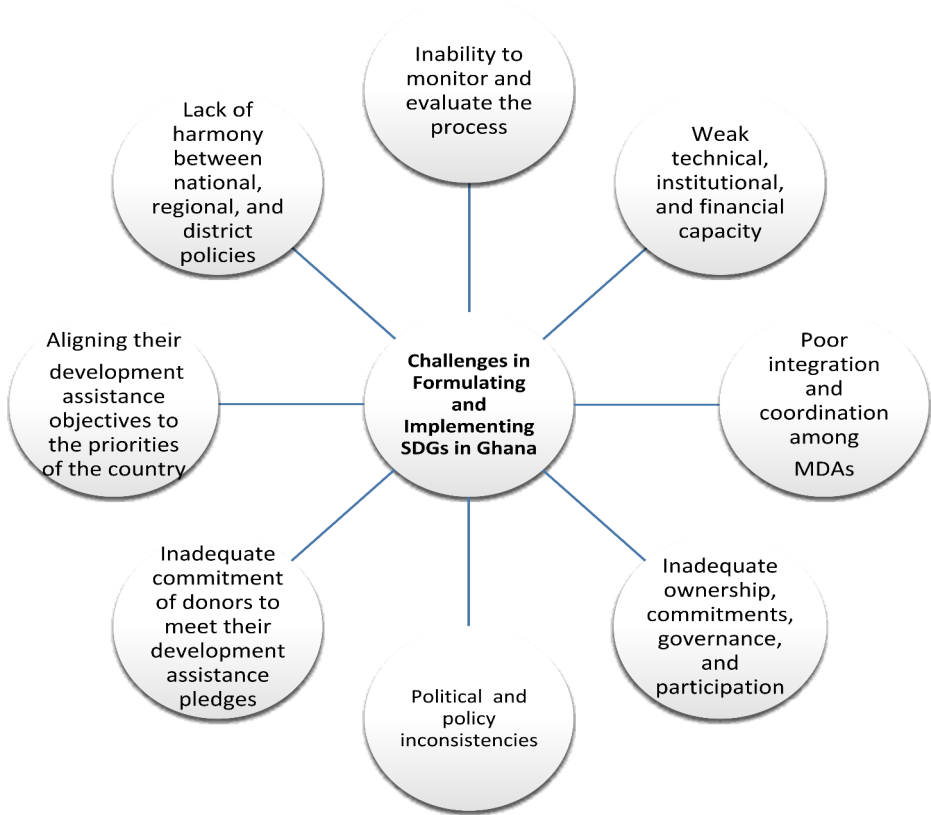 Inability to
monitor and
evaluate the
process
Weak
technical,
institutional,
and financial
capacity
Poor
integration
and
coordination
among
MDAs
Inadequate
ownership,
commitments,
governance,
and
participation
Political and
policy
inconsistencies
Inadequate
commitment
of donors to
meet their
development
assistance
pledges
Aligning their
development
assistance
objectives to
the priorities
of the country
Lack of
harmony
between
national,
regional, and
district
policies
Challenges in
Formulating
and
Implementing
SDGs in Ghana